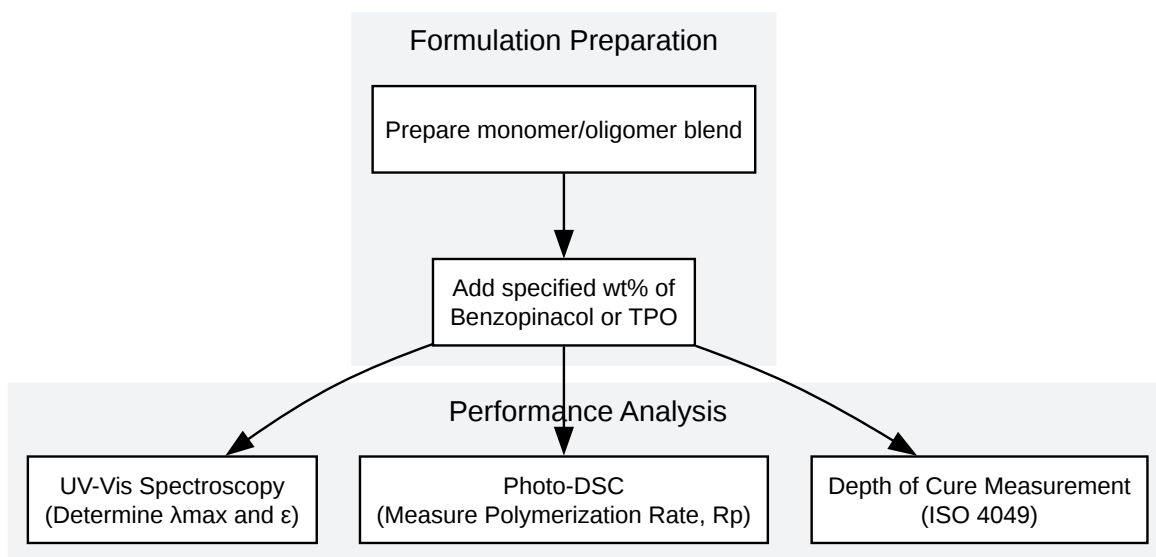 Formulation Preparation
Prepare monomer/oligomer blend
Add specified wt% of
Benzopinacol or TPO
Performance Analysis
UV-Vis Spectroscopy
(Determine λmax and ε)
Photo-DSC
(Measure Polymerization Rate, Rp)
Depth of Cure Measurement
(ISO 4049)